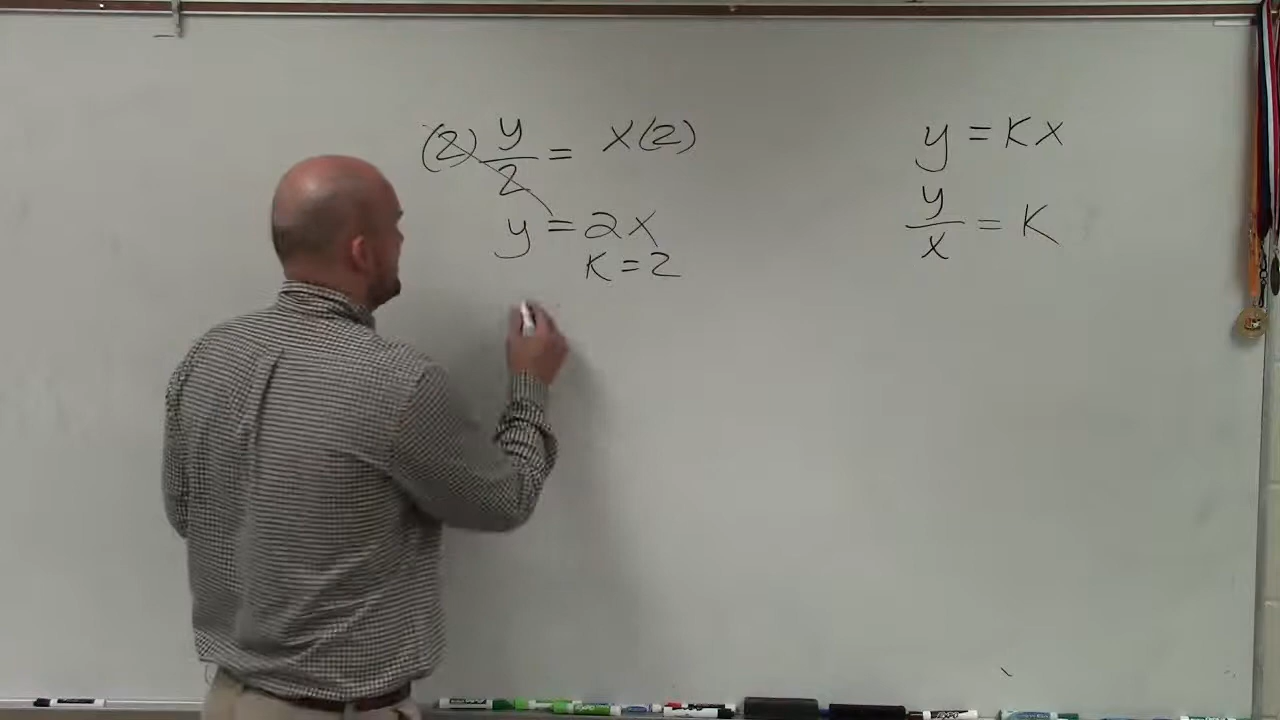 (2) y/2 = x(2)
y = 2x
K = 2
y = Kx
y/x = K